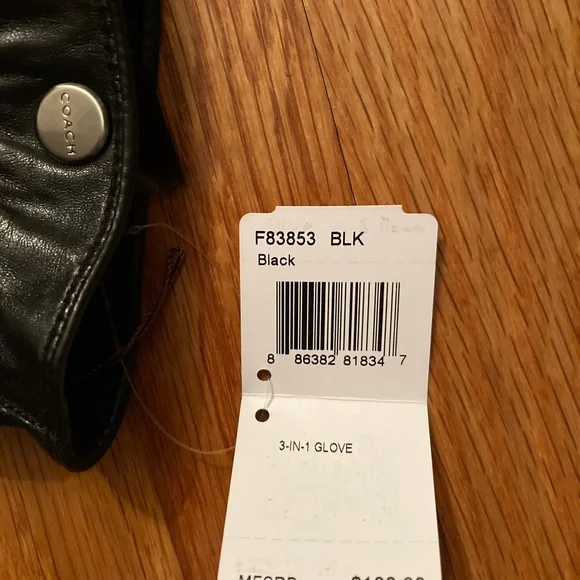 COACH
F83853 BLK
Black
8 86382 81834 7
3-IN-1 GLOVE